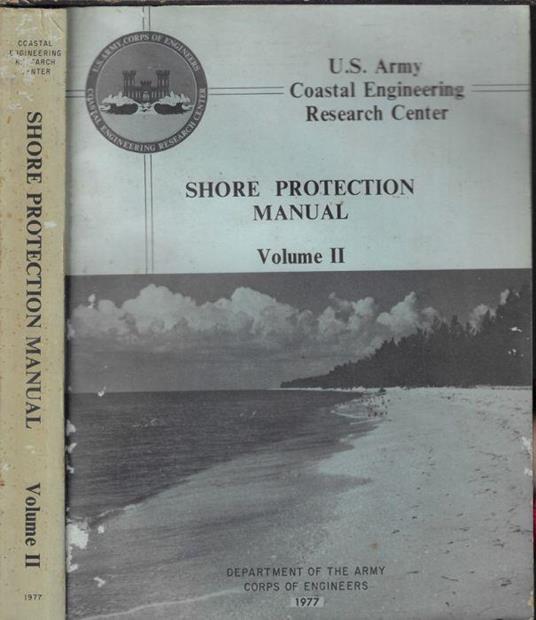 COASTAL
ENGINEERING
RESEARCH
CENTER
SHORE PROTECTION MANUAL
Volume II
1977
U.S. ARMY CORPS OF ENGINEERS
COASTAL ENGINEERING RESEARCH CENTER
U.S. Army
Coastal Engineering
Research Center
SHORE PROTECTION
MANUAL
Volume II
DEPARTMENT OF THE ARMY
CORPS OF ENGINEERS
1977